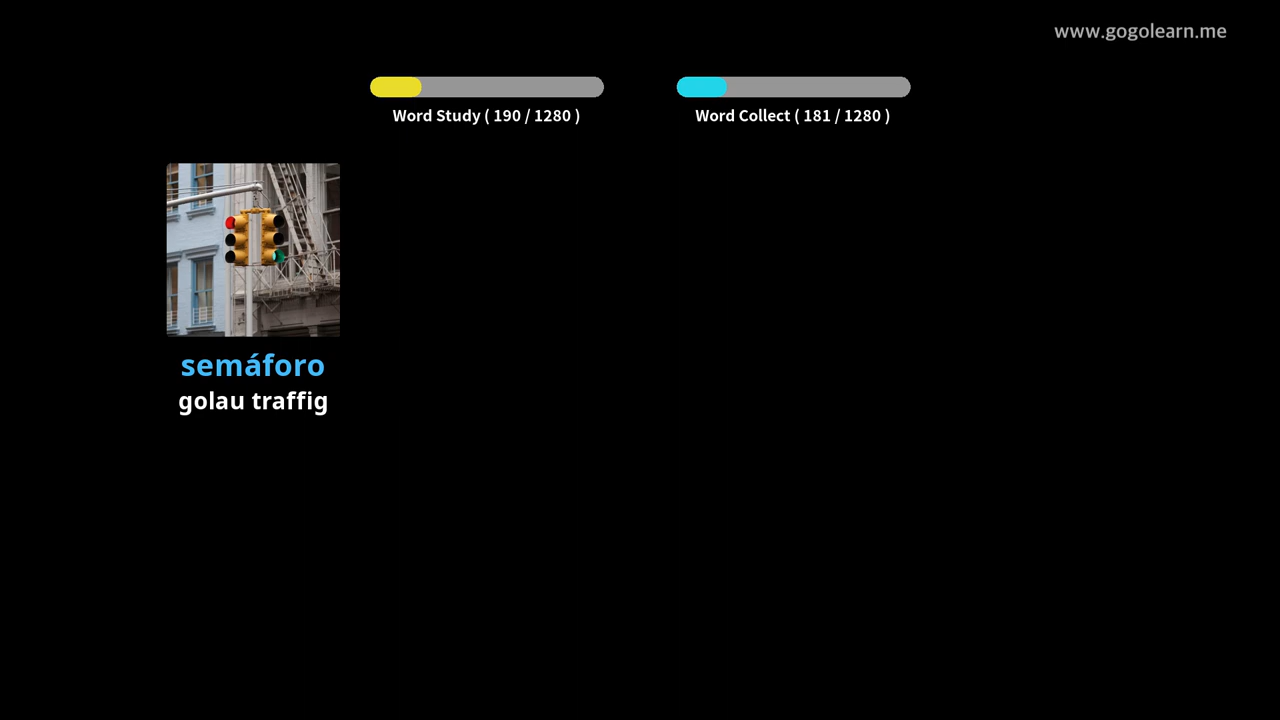 www.gogolearn.me
Word Study ( 190 / 1280 )
Word Collect ( 181 / 1280 )
semáforo
golau traffig